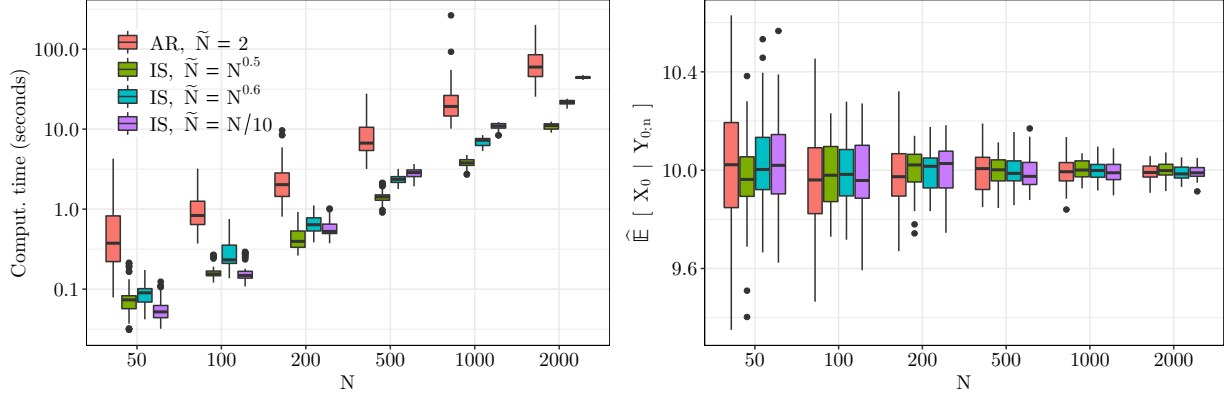 Comput. time (seconds)
100.0
10.0
1.0
0.1
AR, Ñ = 2
IS, Ñ = N^0.5
IS, Ñ = N^0.6
IS, Ñ = N/10
50 100 200 500 1000 2000
N
𝔼̂ [ X₀ | Y₀:ₙ ]
10.4
10.0
9.6
50 100 200 500 1000 2000
N